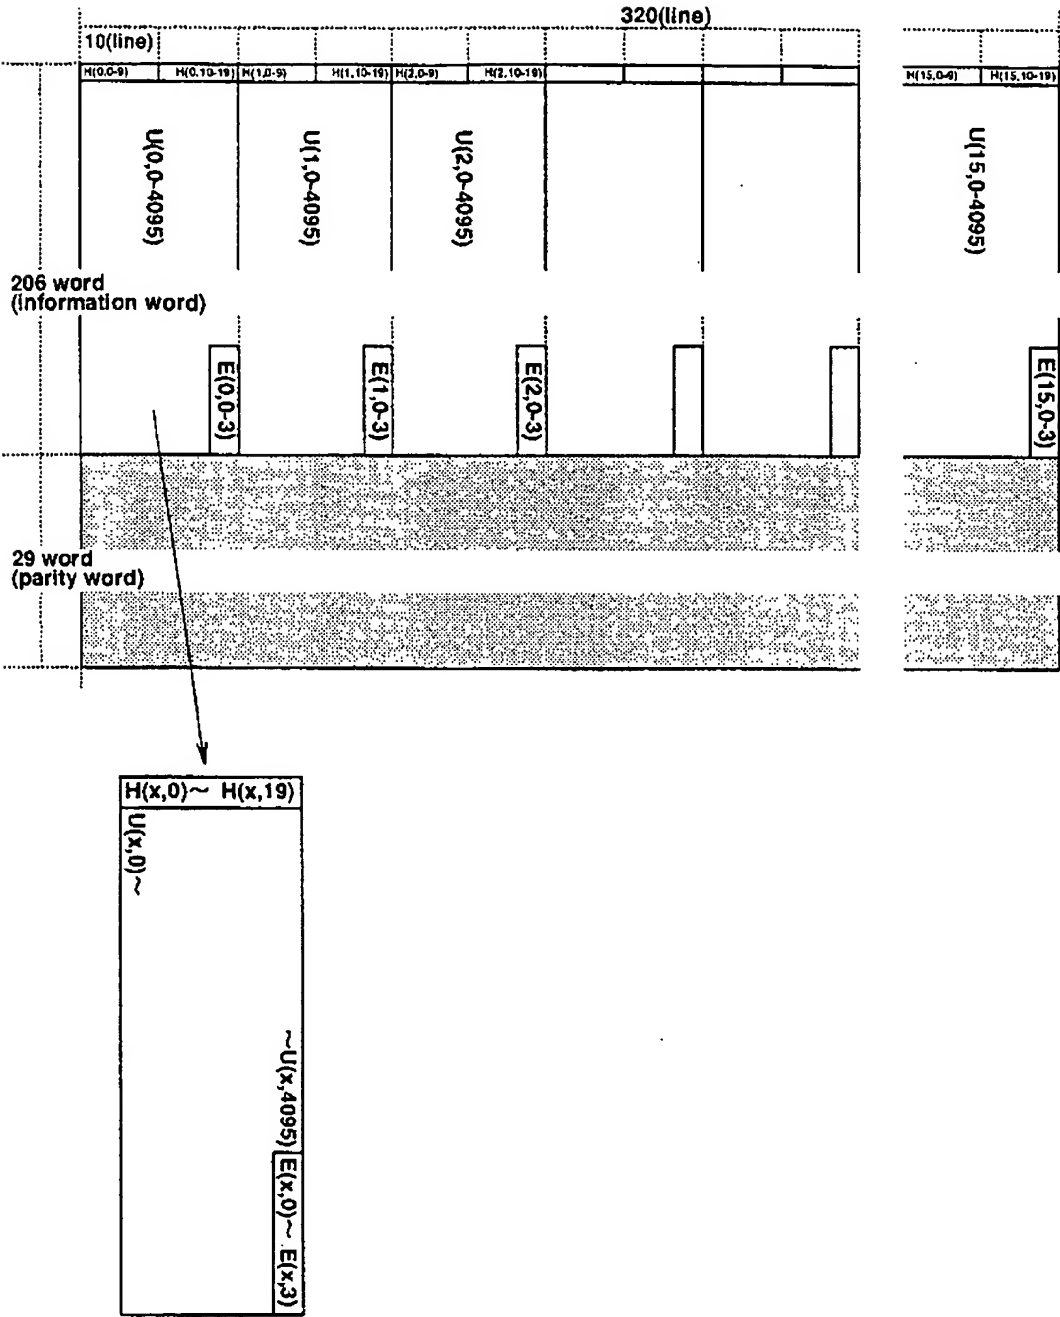 320(line)
10(line)
H(0,0-9) H(0,10-19) H(1,0-9) H(1,10-19) H(2,0-9) H(2,10-19) H(15,0-9) H(15,10-19)
U(0,0-4095) U(1,0-4095) U(2,0-4095) U(15,0-4095)
206 word
(information word)
E(0,0-3) E(1,0-3) E(2,0-3) E(15,0-3)
29 word
(parity word)
H(x,0)~ H(x,19)
U(x,0)~
~U(x,4095) E(x,0)~ E(x,3)